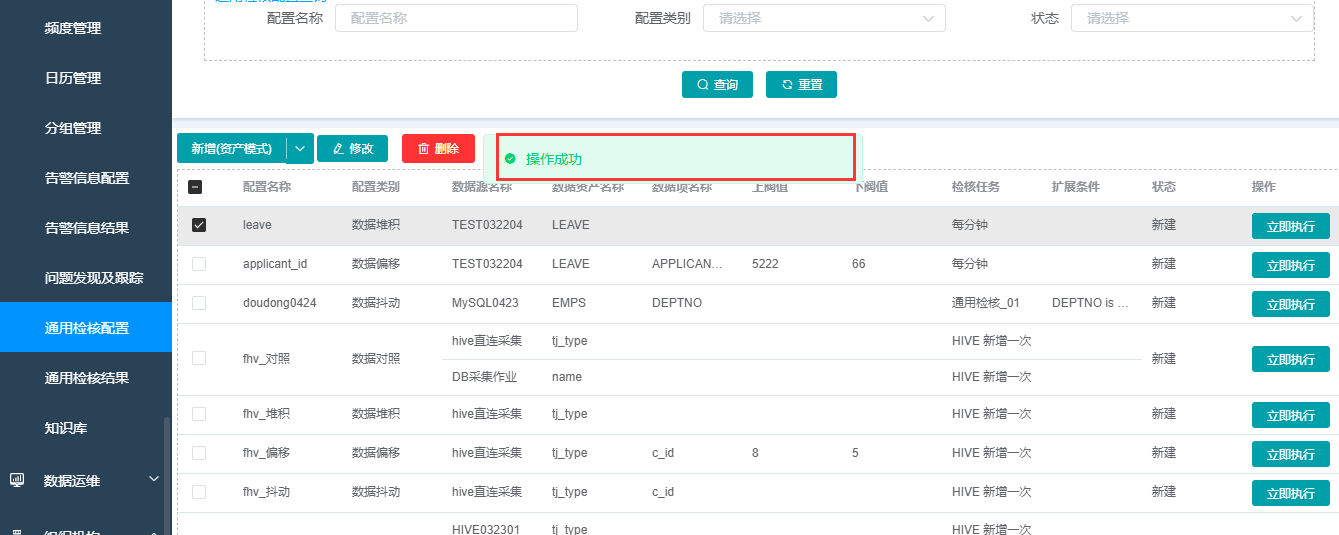 频度管理
日历管理
分组管理
告警信息配置
告警信息结果
问题发现及跟踪
通用检核配置
通用检核结果
知识库
数据运维
配置名称 配置名称 配置类别 请选择 状态 请选择
查询 重置
新增(资产模式) 修改 删除
操作成功
配置名称 配置类别 数据源名称 数据资产名称 数据项名称 上阈值 下阈值 检核任务 扩展条件 状态 操作
leave 数据堆积 TEST032204 LEAVE 每分钟 新建 立即执行
applicant_id 数据偏移 TEST032204 LEAVE APPLICAN... 5222 66 每分钟 新建 立即执行
doudong0424 数据抖动 MySQL0423 EMPS DEPTNO 通用检核_01 DEPTNO is ... 新建 立即执行
hive直连采集 tj_type HIVE 新增一次
fhv_对照 数据对照 新建 立即执行
DB采集作业 name HIVE 新增一次
fhv_堆积 数据堆积 hive直连采集 tj_type HIVE 新增一次 新建 立即执行
fhv_偏移 数据偏移 hive直连采集 tj_type c_id 8 5 HIVE 新增一次 新建 立即执行
fhv_抖动 数据抖动 hive直连采集 tj_type c_id HIVE 新增一次 新建 立即执行
HIVE032301 tj_type HIVE 新增一次